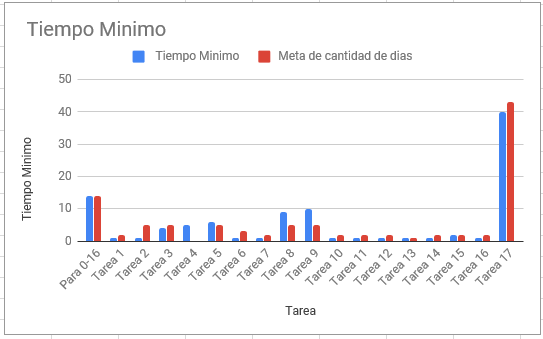 Tiempo Minimo
Tiempo Minimo
Meta de cantidad de dias
50
40
30
20
10
0
Tiempo Minimo
Para 0-16
Tarea 1
Tarea 2
Tarea 3
Tarea 4
Tarea 5
Tarea 6
Tarea 7
Tarea 8
Tarea 9
Tarea 10
Tarea 11
Tarea 12
Tarea 13
Tarea 14
Tarea 15
Tarea 16
Tarea 17
Tarea